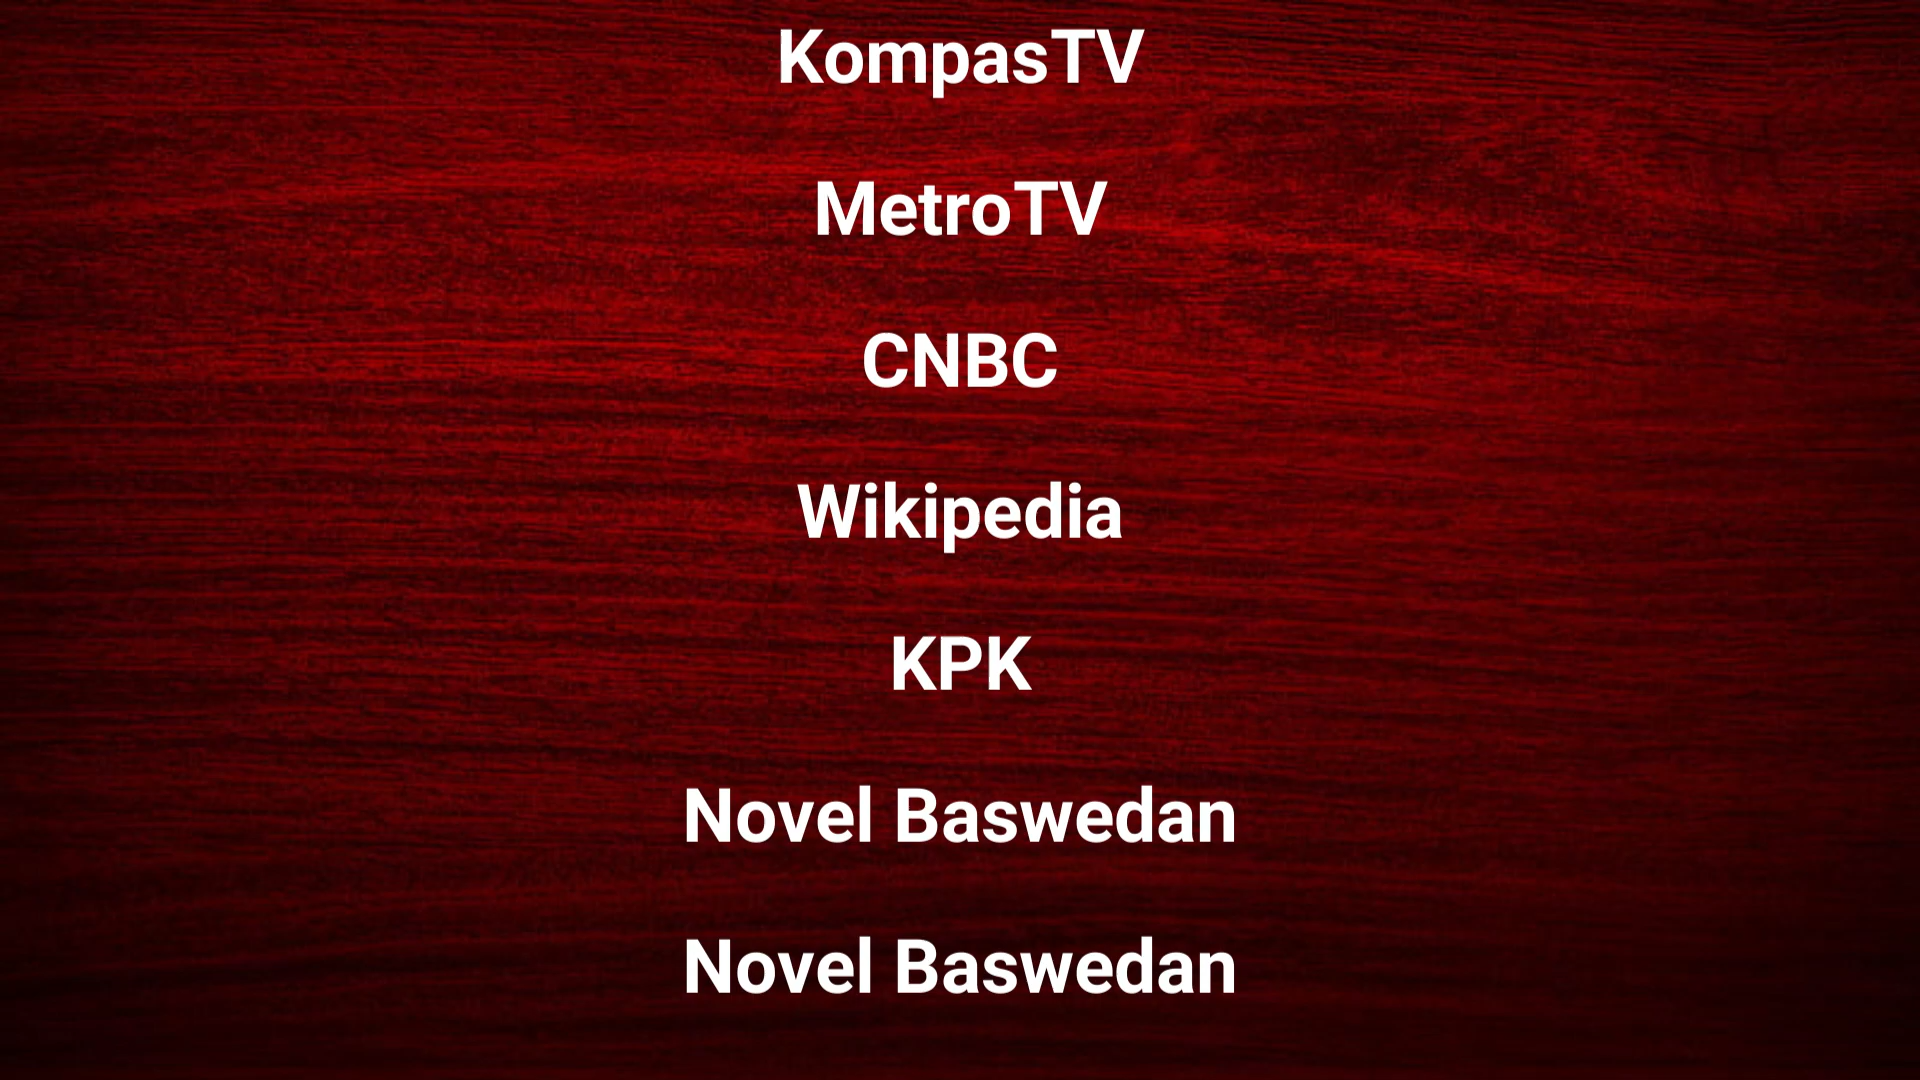 KompasTV
MetroTV
CNBC
Wikipedia
KPK
Novel Baswedan
Novel Baswedan